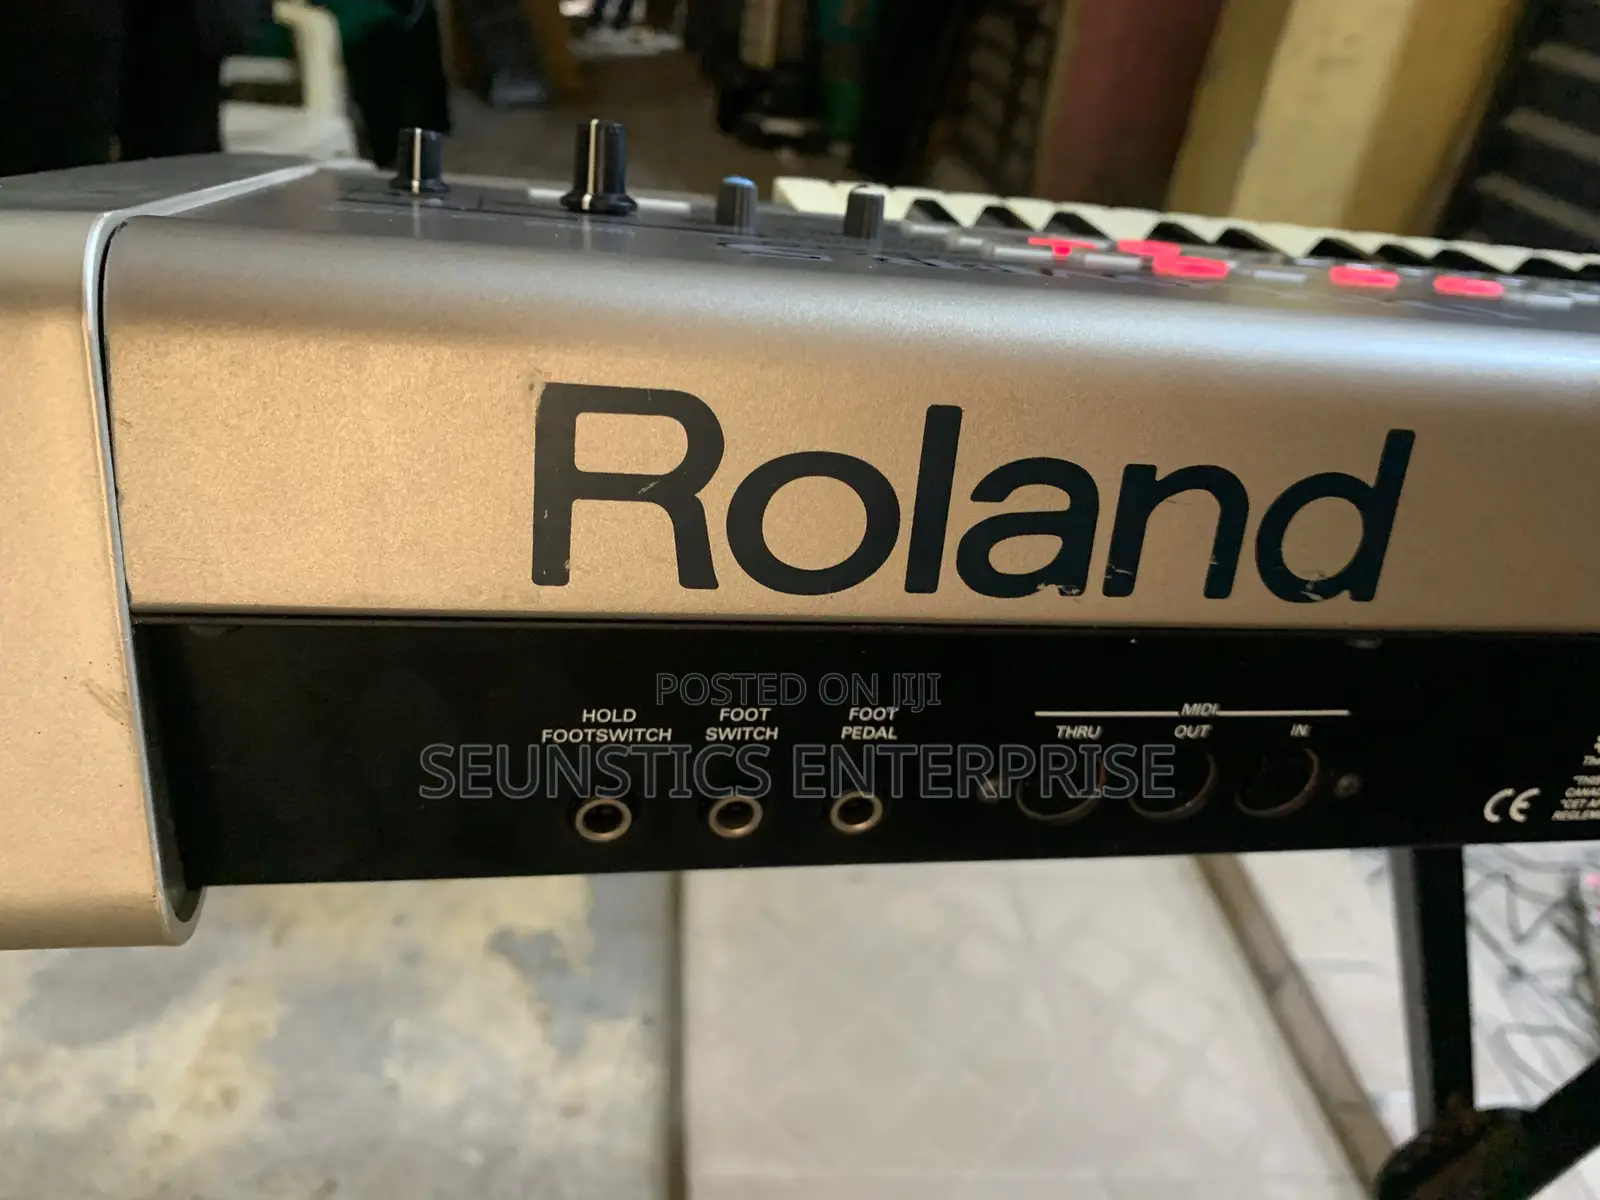 Roland
POSTED ON JIJI
HOLD
FOOTSWITCH
FOOT
SWITCH
FOOT
PEDAL
MIDI
THRU
OUT
IN
SEUNSTICS ENTERPRISE
CE